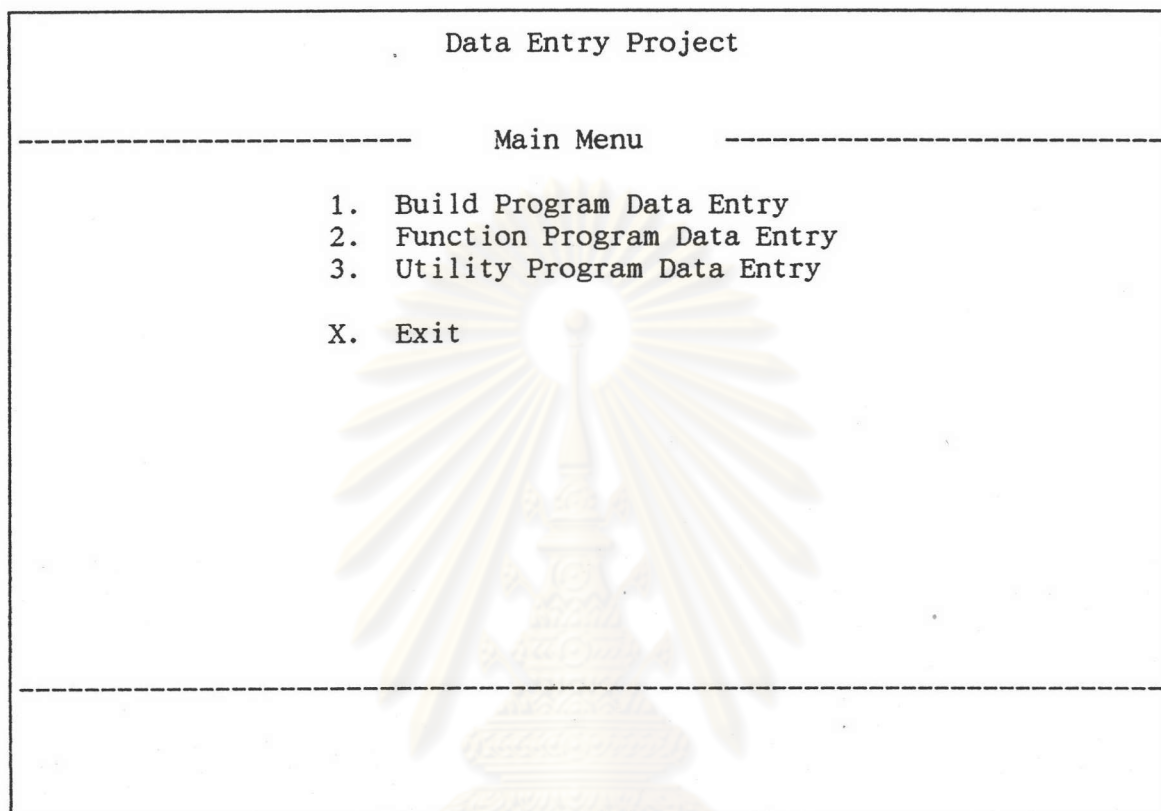 Data Entry Project
------------------------ Main Menu ---------------------------
1. Build Program Data Entry
2. Function Program Data Entry
3. Utility Program Data Entry
X. Exit